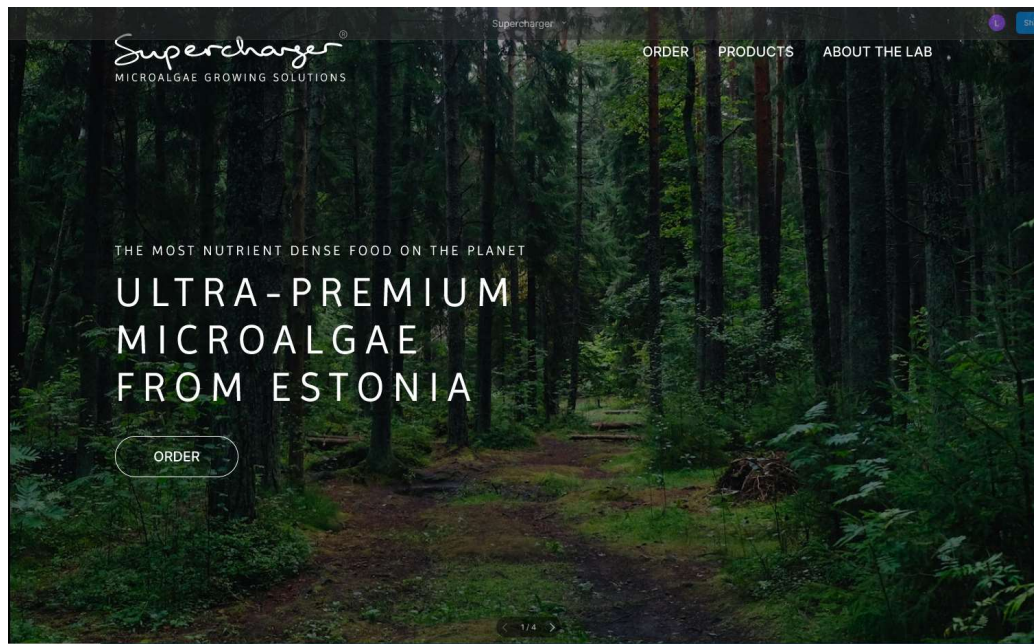 Supercharger
L
Supercharger®
MICROALGAE GROWING SOLUTIONS
ORDER
PRODUCTS
ABOUT THE LAB
THE MOST NUTRIENT DENSE FOOD ON THE PLANET
ULTRA-PREMIUM
MICROALGAE
FROM ESTONIA
ORDER
1/4